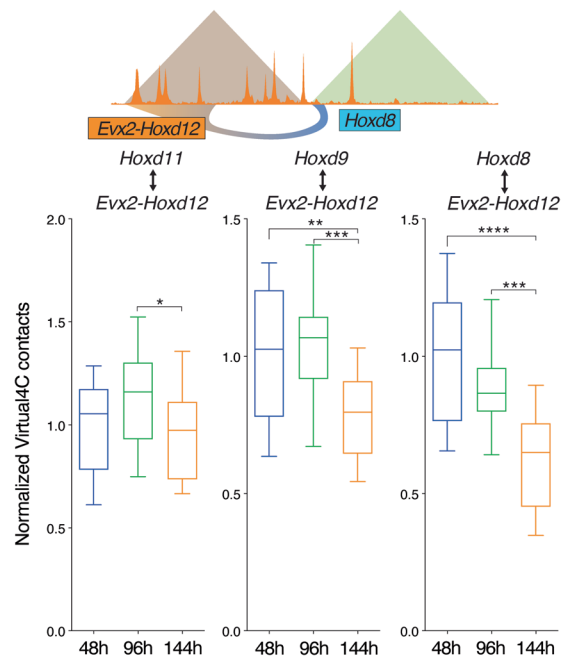 Evx2-Hoxd12
Hoxd8
Hoxd11
Evx2-Hoxd12
Hoxd9
Evx2-Hoxd12
Hoxd8
Evx2-Hoxd12
Normalized Virtual4C contacts
2.0
1.5
1.0
0.5
0.0
*
48h 96h 144h
1.5
1.0
0.5
0.0
**
***
48h 96h 144h
1.5
1.0
0.5
0.0
****
***
48h 96h 144h